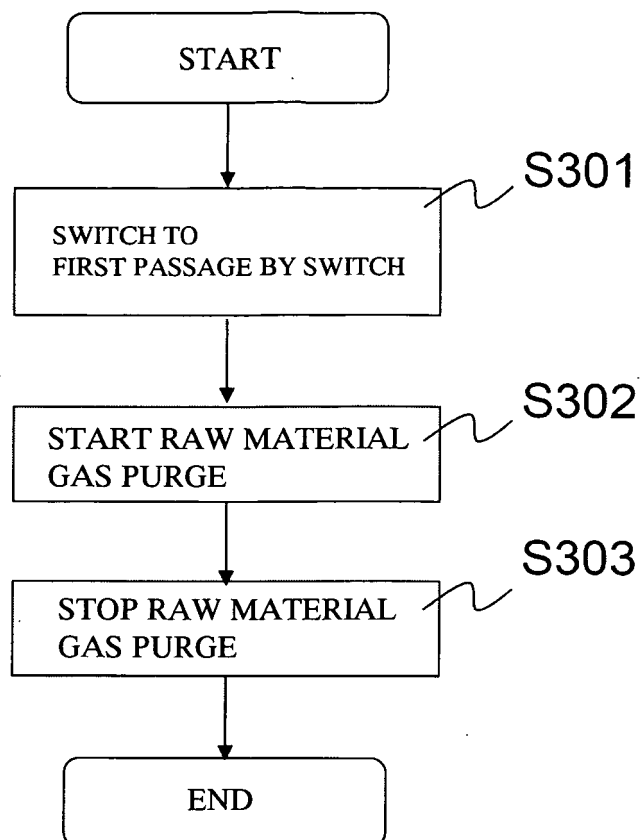 START
S301
SWITCH TO
FIRST PASSAGE BY SWITCH
S302
START RAW MATERIAL
GAS PURGE
S303
STOP RAW MATERIAL
GAS PURGE
END